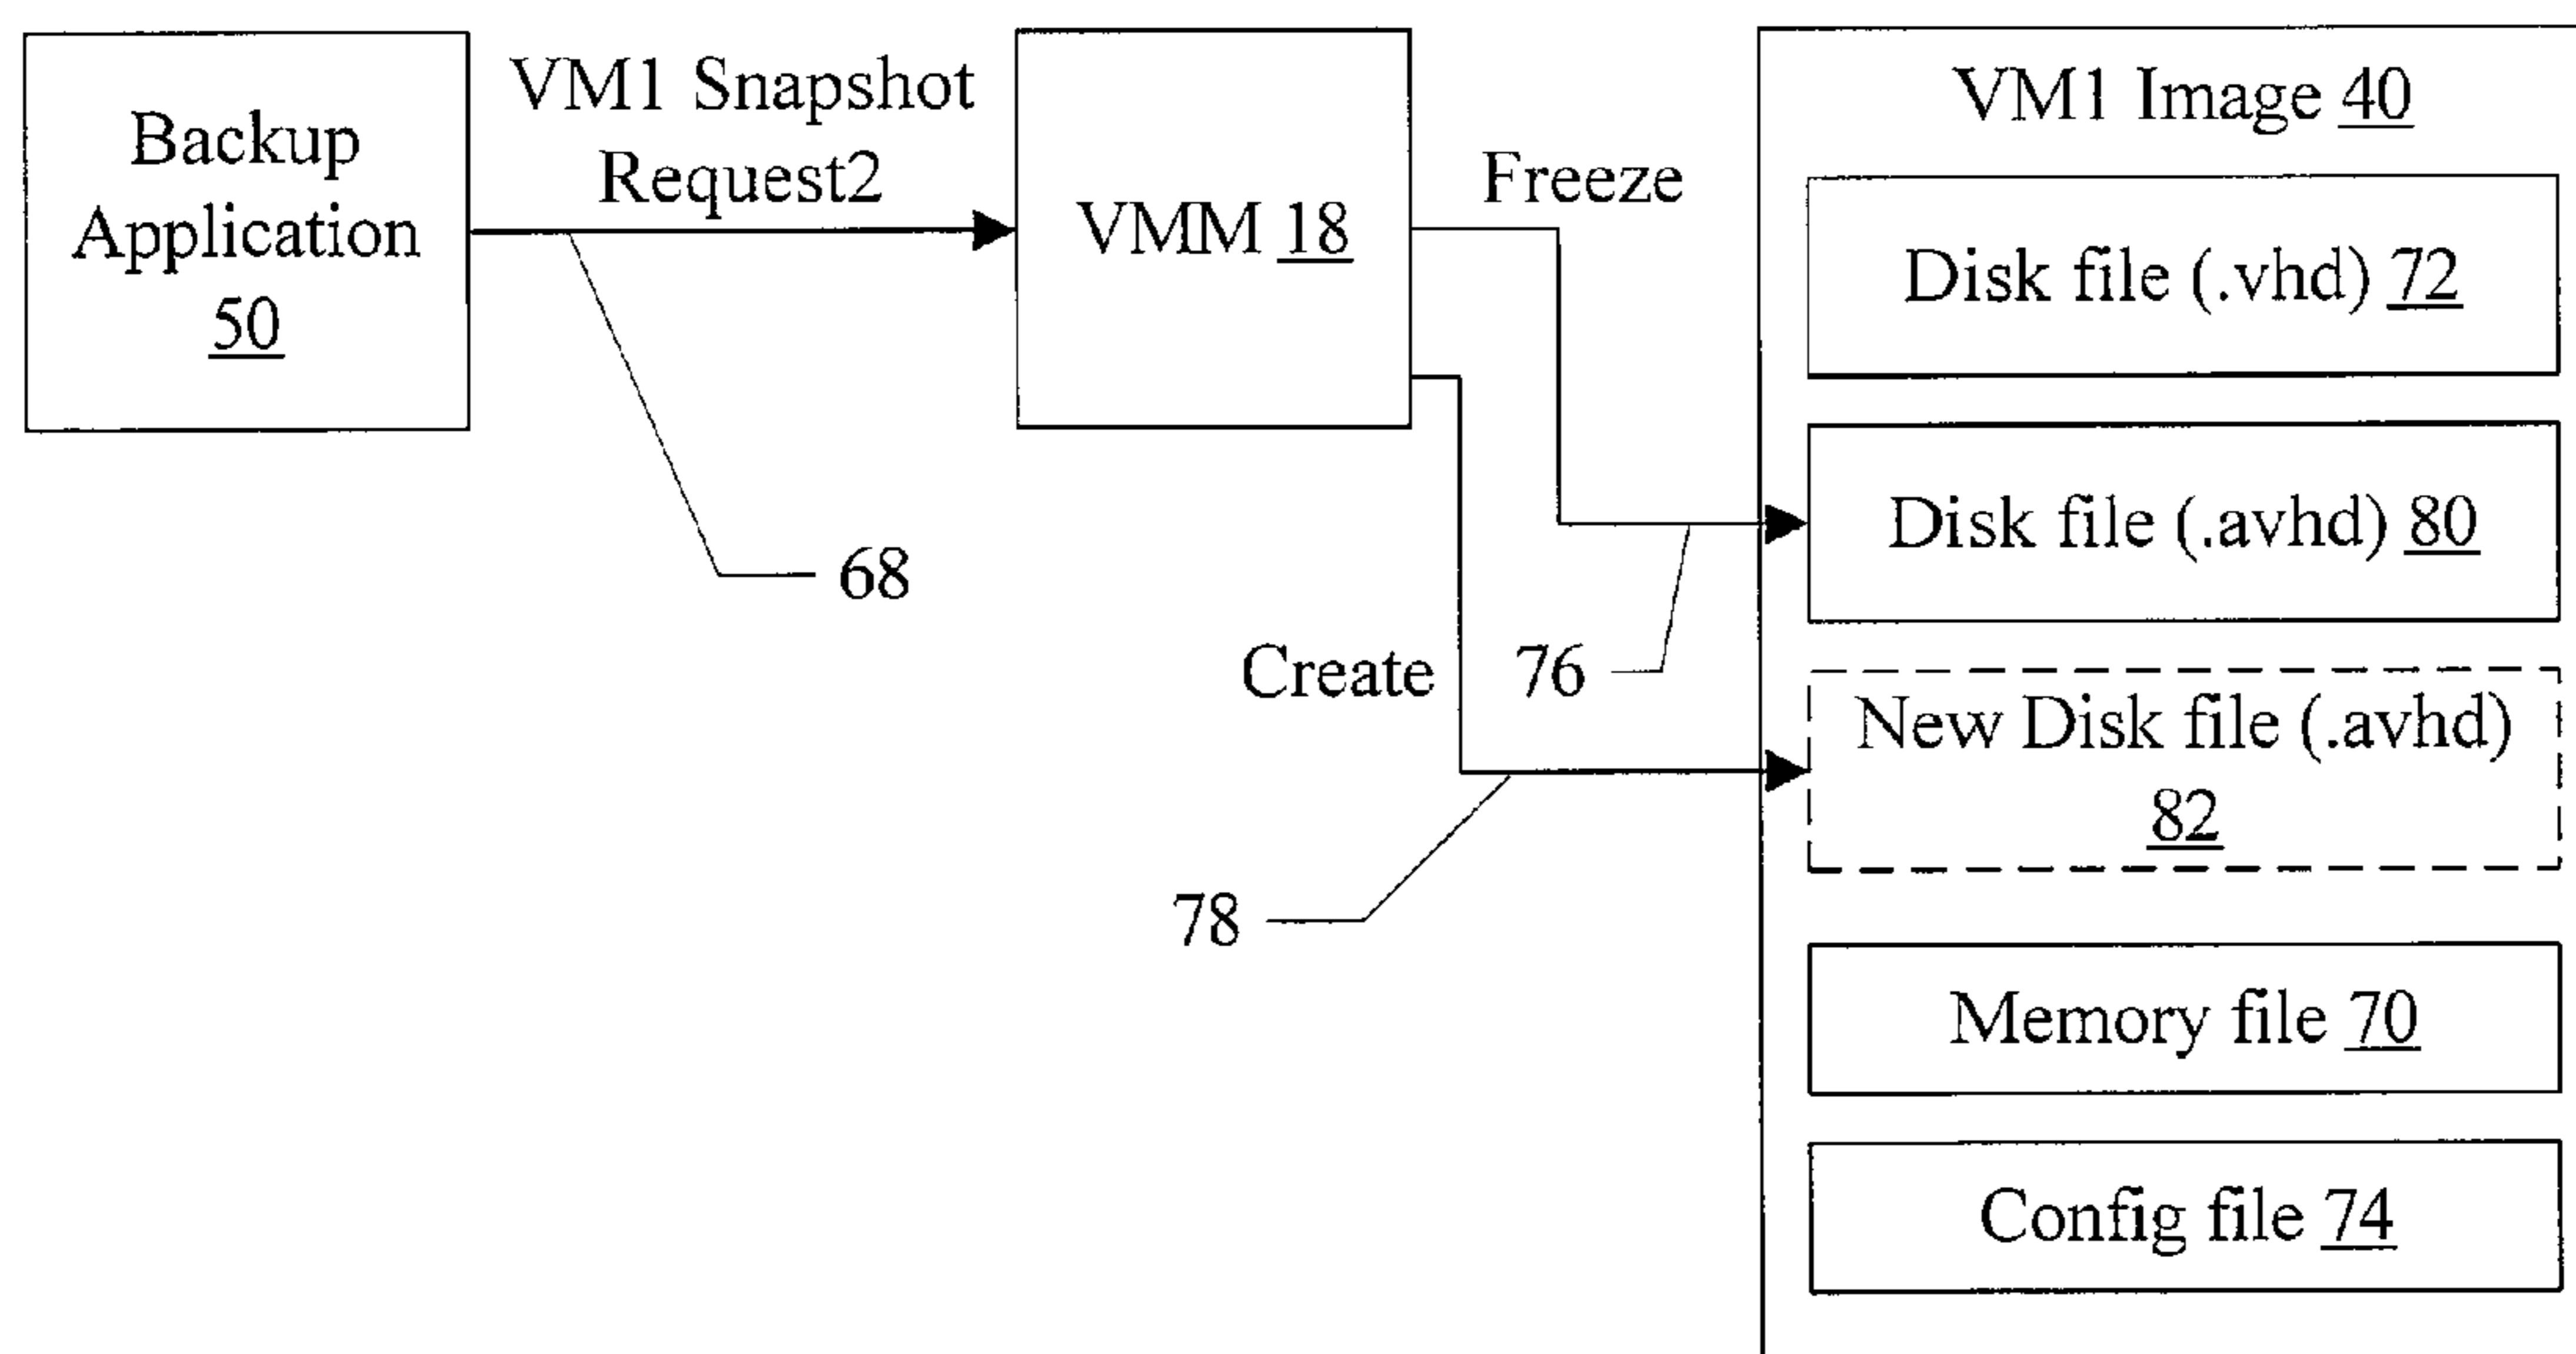 Backup
Application
50
VM1 Snapshot
Request2
68
VMM 18
Freeze
76
Create
78
VM1 Image 40
Disk file (.vhd) 72
Disk file (.avhd) 80
New Disk file (.avhd)
82
Memory file 70
Config file 74